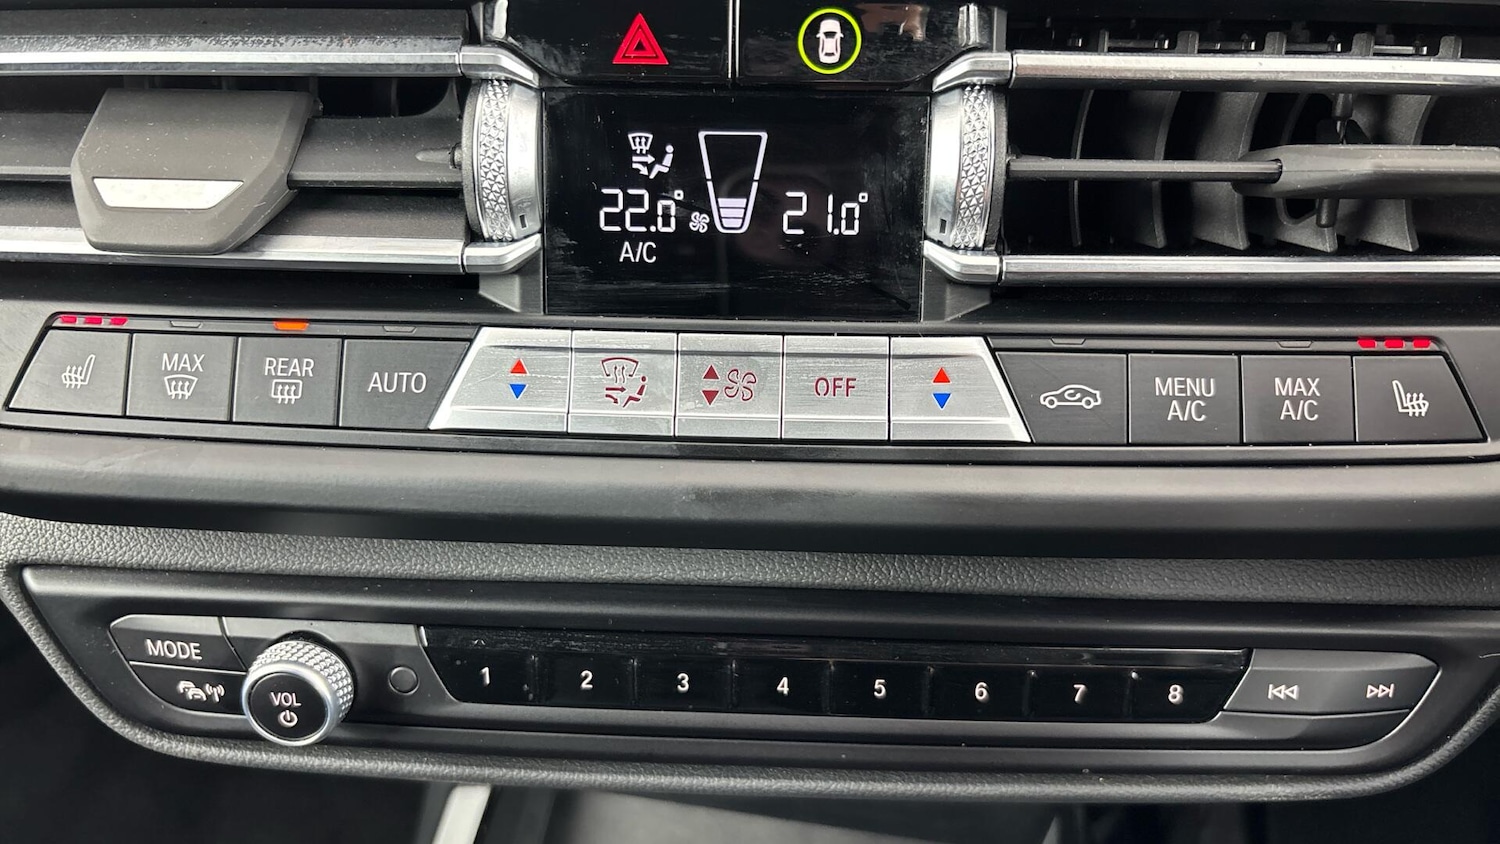 22.0°
21.0°
A/C
MAX
REAR
AUTO
OFF
MENU
A/C
MAX
A/C
MODE
VOL
1 2 3 4 5 6 7 8